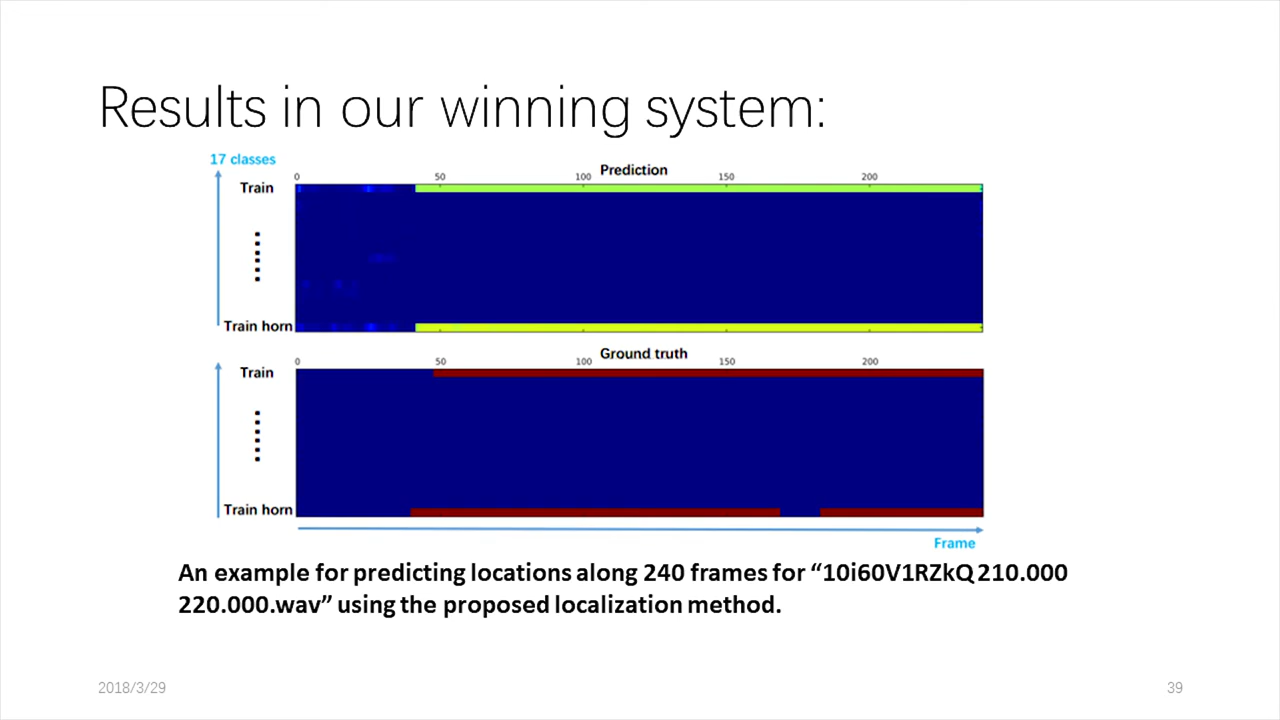 Results in our winning system:
17 classes
Prediction
0 50 100 150 200
Train
Train horn
Ground truth
0 50 100 150 200
Train
Train horn
Frame
An example for predicting locations along 240 frames for “10i60V1RZkQ 210.000
220.000.wav” using the proposed localization method.
2018/3/29
39